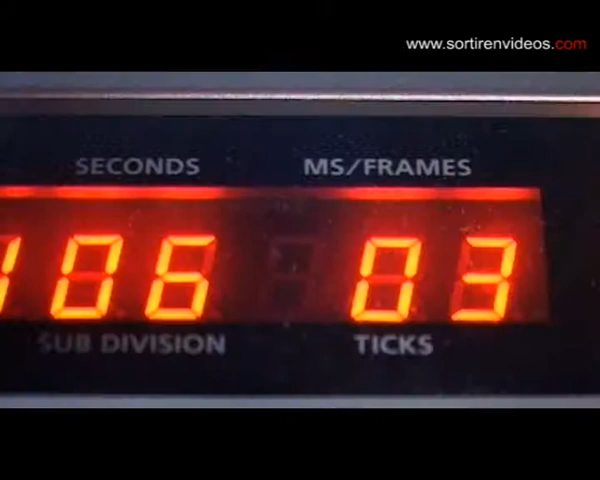 www.sortirenvideos.com
SECONDS MS/FRAMES
06 03
SUB DIVISION TICKS